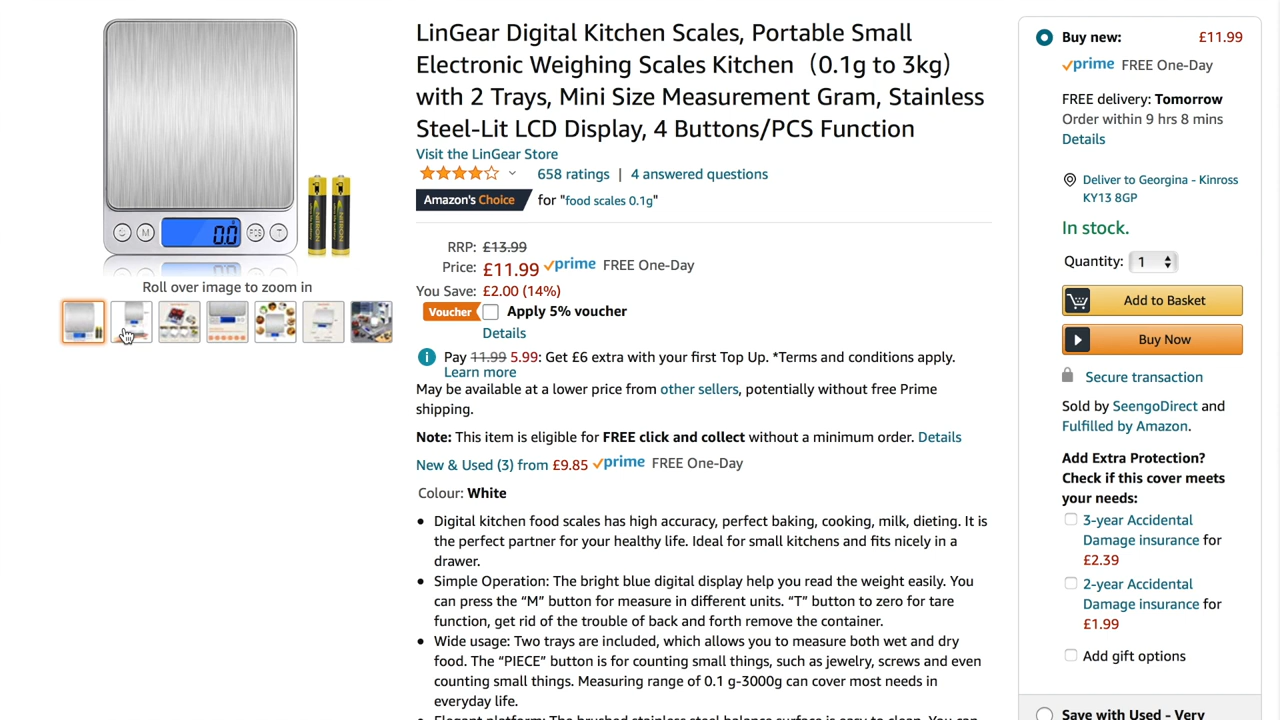 LinGear Digital Kitchen Scales, Portable Small
Electronic Weighing Scales Kitchen（0.1g to 3kg）
with 2 Trays, Mini Size Measurement Gram, Stainless
Steel-Lit LCD Display, 4 Buttons/PCS Function
Visit the LinGear Store
658 ratings | 4 answered questions
Amazon's Choice for "food scales 0.1g"
RRP: £13.99
Price: £11.99 prime FREE One-Day
You Save: £2.00 (14%)
Voucher Apply 5% voucher
Details
Pay 11.99 5.99: Get £6 extra with your first Top Up. *Terms and conditions apply.
Learn more
May be available at a lower price from other sellers, potentially without free Prime
shipping.
Note: This item is eligible for FREE click and collect without a minimum order. Details
New & Used (3) from £9.85 prime FREE One-Day
Colour: White
• Digital kitchen food scales has high accuracy, perfect baking, cooking, milk, dieting. It is
the perfect partner for your healthy life. Ideal for small kitchens and fits nicely in a
drawer.
• Simple Operation: The bright blue digital display help you read the weight easily. You
can press the “M” button for measure in different units. “T” button to zero for tare
function, get rid of the trouble of back and forth remove the container.
• Wide usage: Two trays are included, which allows you to measure both wet and dry
food. The “PIECE” button is for counting small things, such as jewelry, screws and even
counting small things. Measuring range of 0.1 g-3000g can cover most needs in
everyday life.
M 0.0 PCS T
Roll over image to zoom in
Buy new: £11.99
prime FREE One-Day
FREE delivery: Tomorrow
Order within 9 hrs 8 mins
Details
Deliver to Georgina - Kinross
KY13 8GP
In stock.
Quantity: 1
Add to Basket
Buy Now
Secure transaction
Sold by SeengoDirect and
Fulfilled by Amazon.
Add Extra Protection?
Check if this cover meets
your needs:
3-year Accidental
Damage insurance for
£2.39
2-year Accidental
Damage insurance for
£1.99
Add gift options
Save with Used - Very